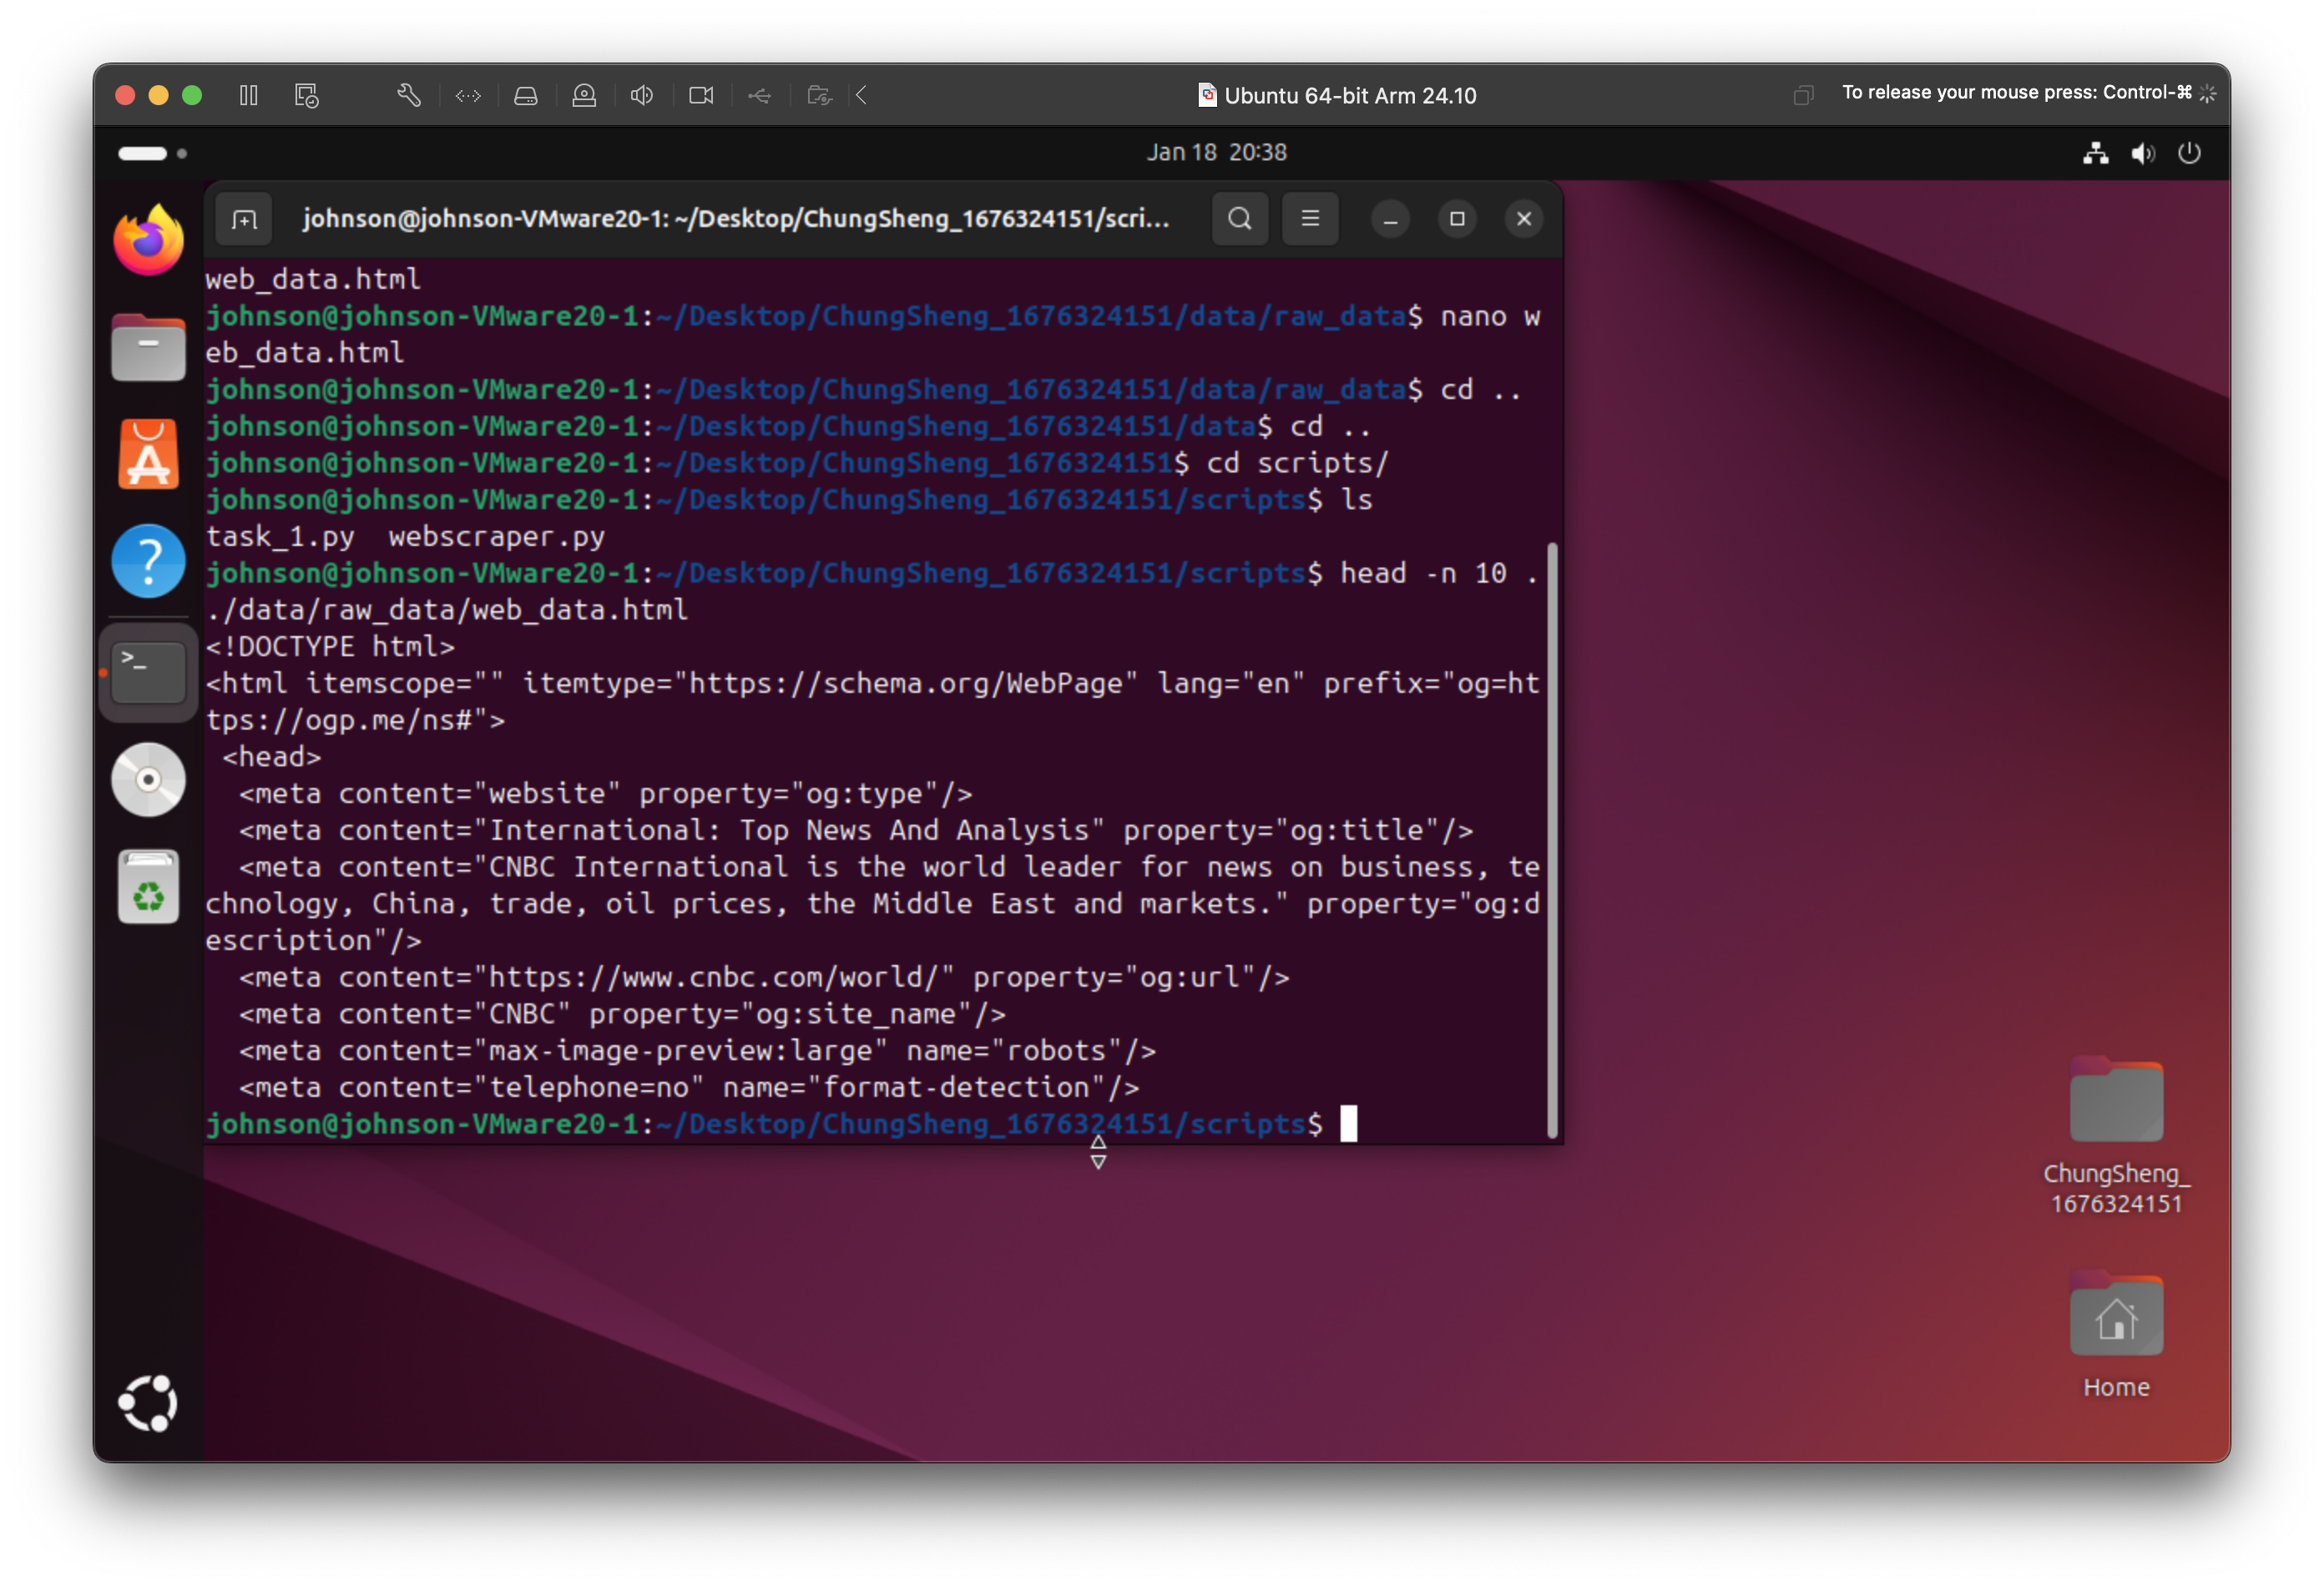 Ubuntu 64-bit Arm 24.10
To release your mouse press: Control-⌘
Jan 18 20:38
johnson@johnson-VMware20-1: ~/Desktop/ChungSheng_1676324151/scri...
web_data.html
johnson@johnson-VMware20-1:~/Desktop/ChungSheng_1676324151/data/raw_data$ nano w
eb_data.html
johnson@johnson-VMware20-1:~/Desktop/ChungSheng_1676324151/data/raw_data$ cd ..
johnson@johnson-VMware20-1:~/Desktop/ChungSheng_1676324151/data$ cd ..
johnson@johnson-VMware20-1:~/Desktop/ChungSheng_1676324151$ cd scripts/
johnson@johnson-VMware20-1:~/Desktop/ChungSheng_1676324151/scripts$ ls
task_1.py  webscraper.py
johnson@johnson-VMware20-1:~/Desktop/ChungSheng_1676324151/scripts$ head -n 10 .
./data/raw_data/web_data.html
<!DOCTYPE html>
<html itemscope="" itemtype="https://schema.org/WebPage" lang="en" prefix="og=ht
tps://ogp.me/ns#">
 <head>
  <meta content="website" property="og:type"/>
  <meta content="International: Top News And Analysis" property="og:title"/>
  <meta content="CNBC International is the world leader for news on business, te
chnology, China, trade, oil prices, the Middle East and markets." property="og:d
escription"/>
  <meta content="https://www.cnbc.com/world/" property="og:url"/>
  <meta content="CNBC" property="og:site_name"/>
  <meta content="max-image-preview:large" name="robots"/>
  <meta content="telephone=no" name="format-detection"/>
johnson@johnson-VMware20-1:~/Desktop/ChungSheng_1676324151/scripts$
ChungSheng_
1676324151
Home